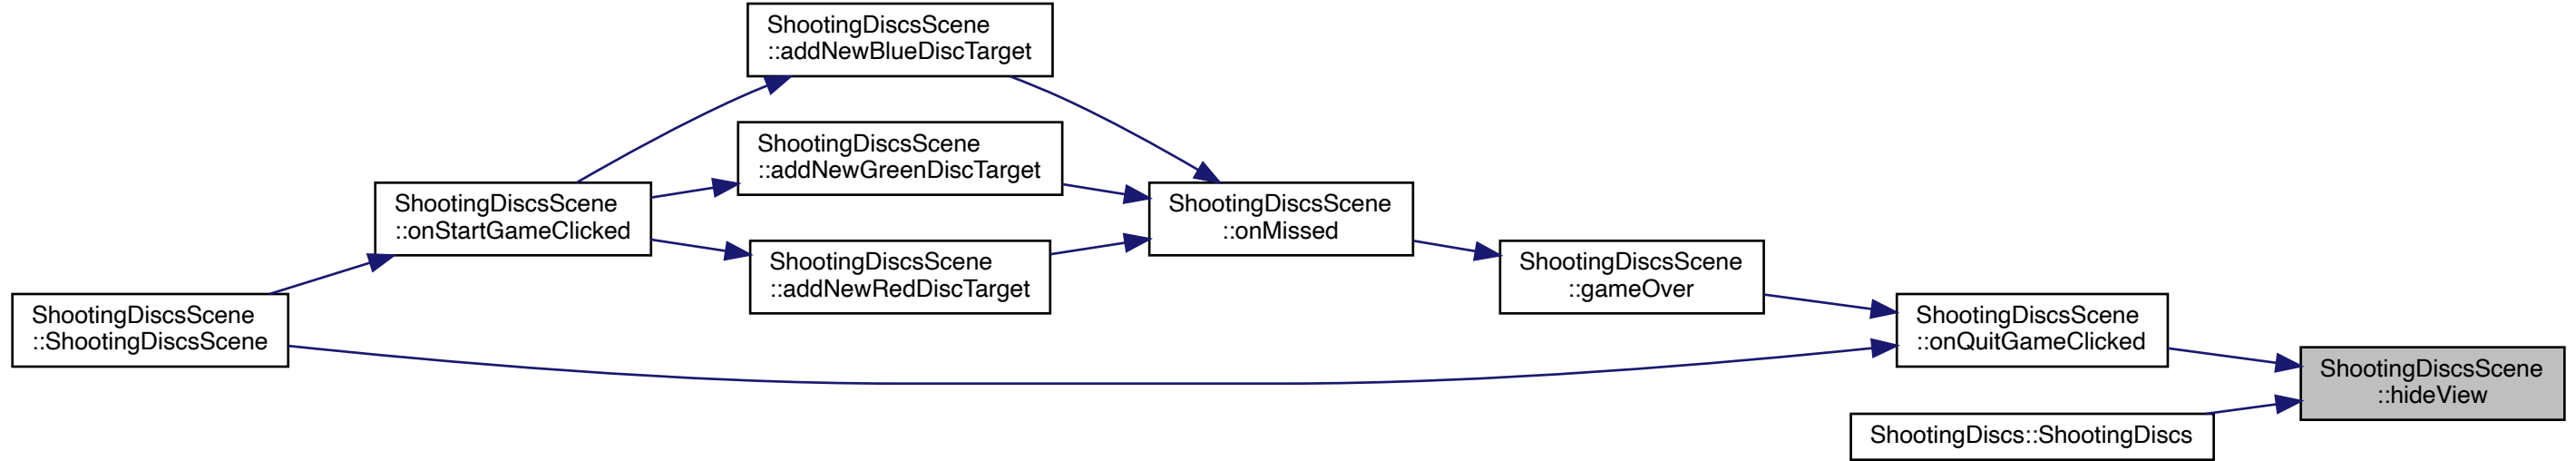 ShootingDiscsScene
::addNewBlueDiscTarget
ShootingDiscsScene
::addNewGreenDiscTarget
ShootingDiscsScene
::onStartGameClicked
ShootingDiscsScene
::onMissed
ShootingDiscsScene
::addNewRedDiscTarget
ShootingDiscsScene
::gameOver
ShootingDiscsScene
::ShootingDiscsScene
ShootingDiscsScene
::onQuitGameClicked
ShootingDiscsScene
::hideView
ShootingDiscs::ShootingDiscs